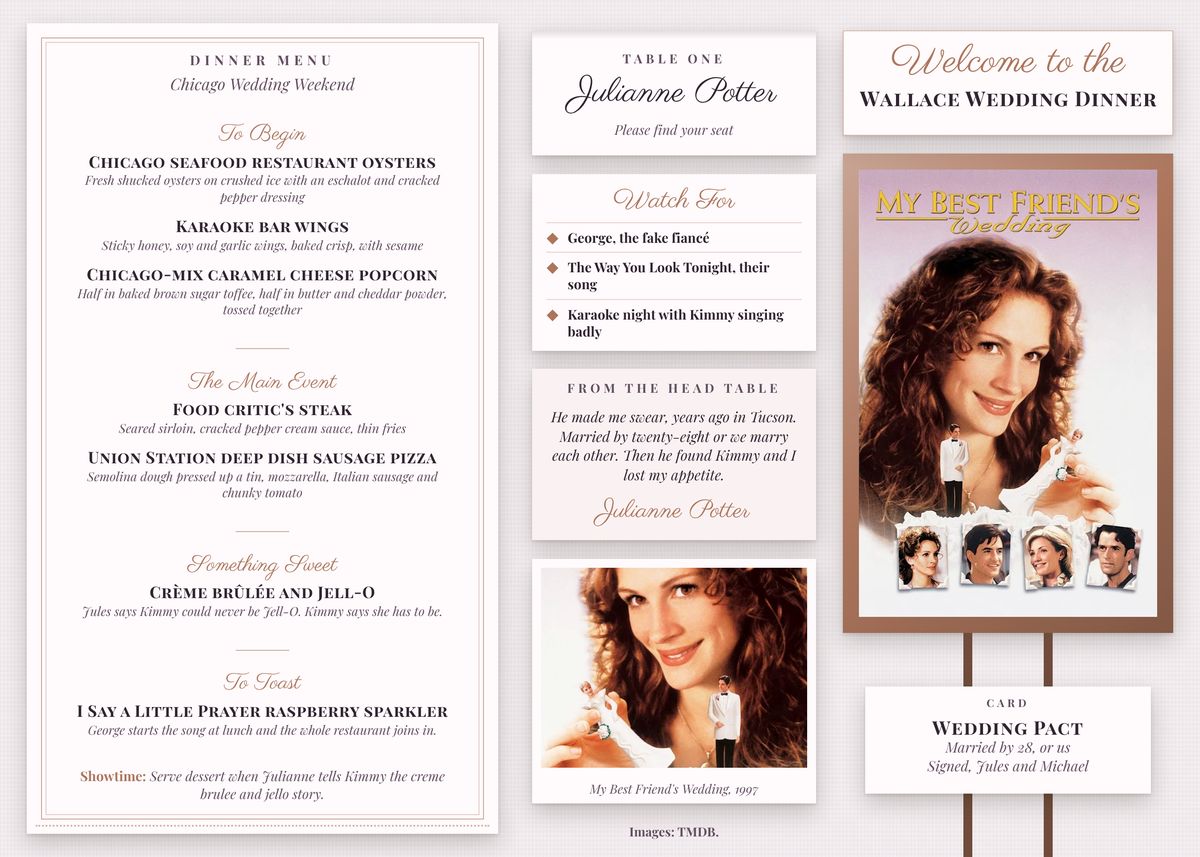 DINNER MENU
Chicago Wedding Weekend
To Begin
Chicago seafood restaurant oysters
Fresh shucked oysters on crushed ice with an eschalot and cracked
pepper dressing
Karaoke bar wings
Sticky honey, soy and garlic wings, baked crisp, with sesame
Chicago-mix caramel cheese popcorn
Half in baked brown sugar toffee, half in butter and cheddar powder,
tossed together
The Main Event
Food critic's steak
Seared sirloin, cracked pepper cream sauce, thin fries
Union Station deep dish sausage pizza
Semolina dough pressed up a tin, mozzarella, Italian sausage and
chunky tomato
Something Sweet
Crème brûlée and Jell-O
Jules says Kimmy could never be Jell-O. Kimmy says she has to be.
To Toast
I Say a Little Prayer raspberry sparkler
George starts the song at lunch and the whole restaurant joins in.
Showtime: Serve dessert when Julianne tells Kimmy the creme
brulee and jello story.
TABLE ONE
Julianne Potter
Please find your seat
Watch For
George, the fake fiancé
The Way You Look Tonight, their
song
Karaoke night with Kimmy singing
badly
FROM THE HEAD TABLE
He made me swear, years ago in Tucson.
Married by twenty-eight or we marry
each other. Then he found Kimmy and I
lost my appetite.
Julianne Potter
My Best Friend's Wedding, 1997
Images: TMDB.
Welcome to the
Wallace Wedding Dinner
MY BEST FRIEND'S
Wedding
CARD
Wedding Pact
Married by 28, or us
Signed, Jules and Michael